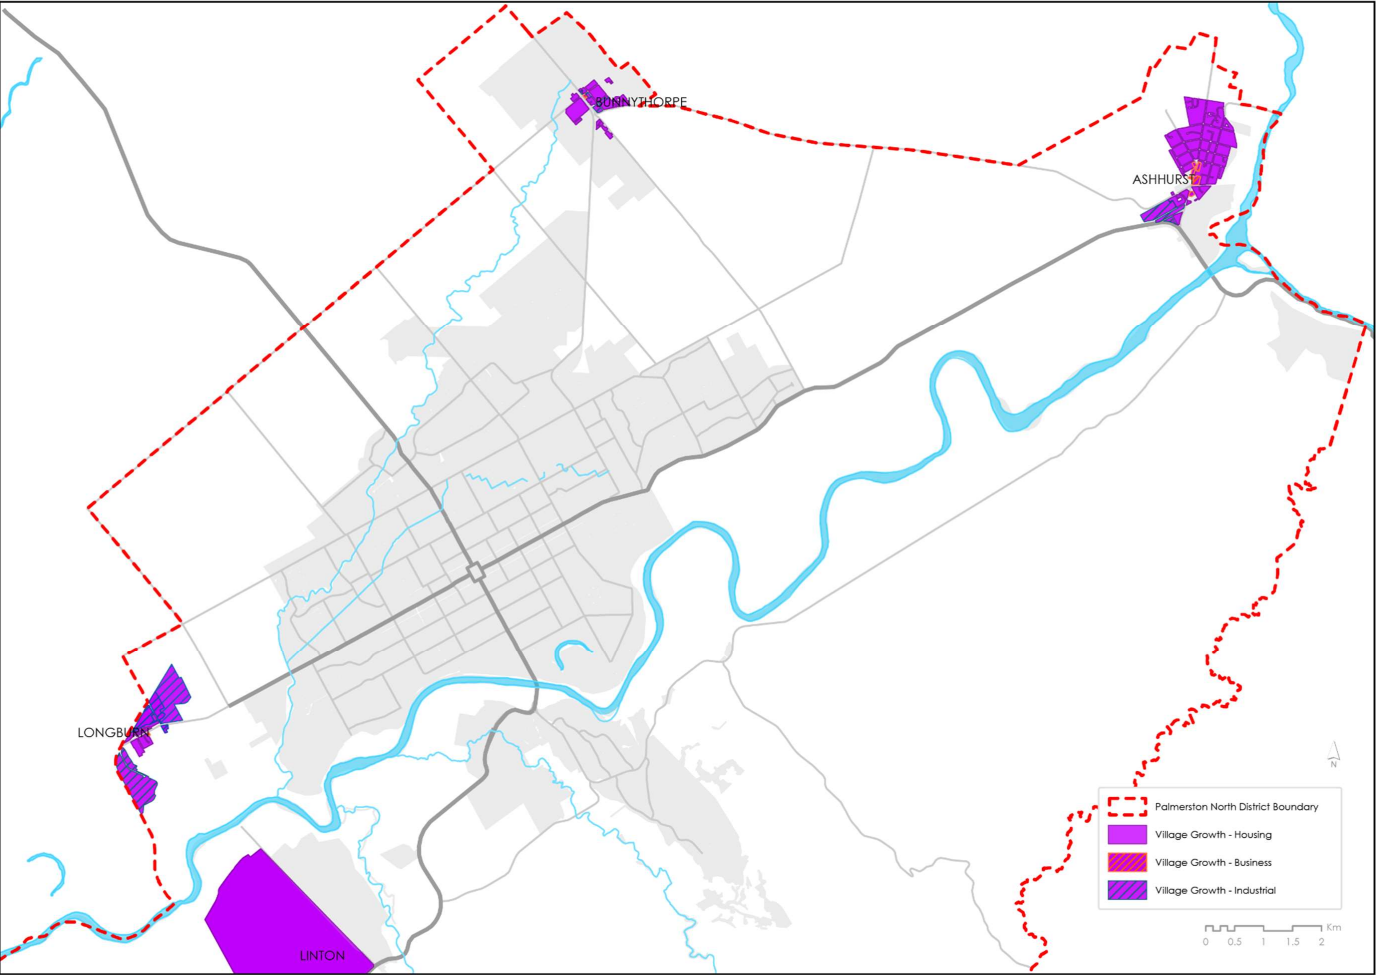 BUNNYTHORPE
ASHHURST
LONGBURN
LINTON
N
Palmerston North District Boundary
Village Growth - Housing
Village Growth - Business
Village Growth - Industrial
Km
0 0.5 1 1.5 2